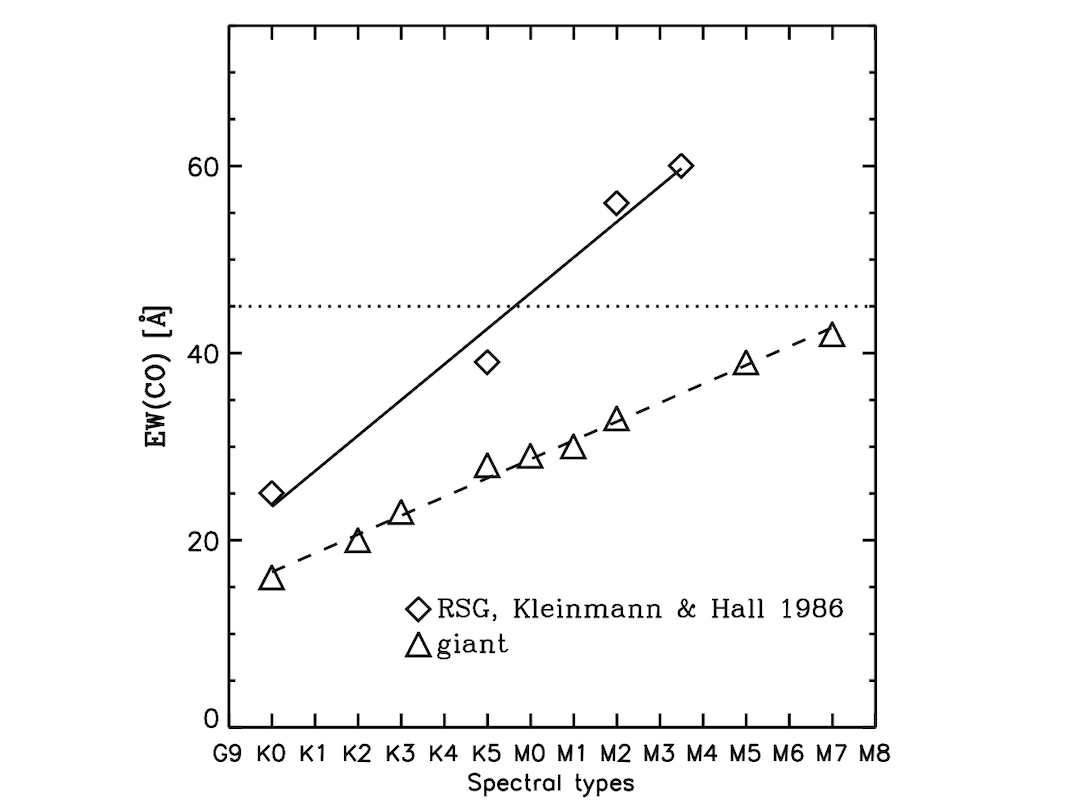 60
40
20
0
EW(CO) [Å]
RSG, Kleinmann & Hall 1986
giant
G9 K0 K1 K2 K3 K4 K5 M0 M1 M2 M3 M4 M5 M6 M7 M8
Spectral types